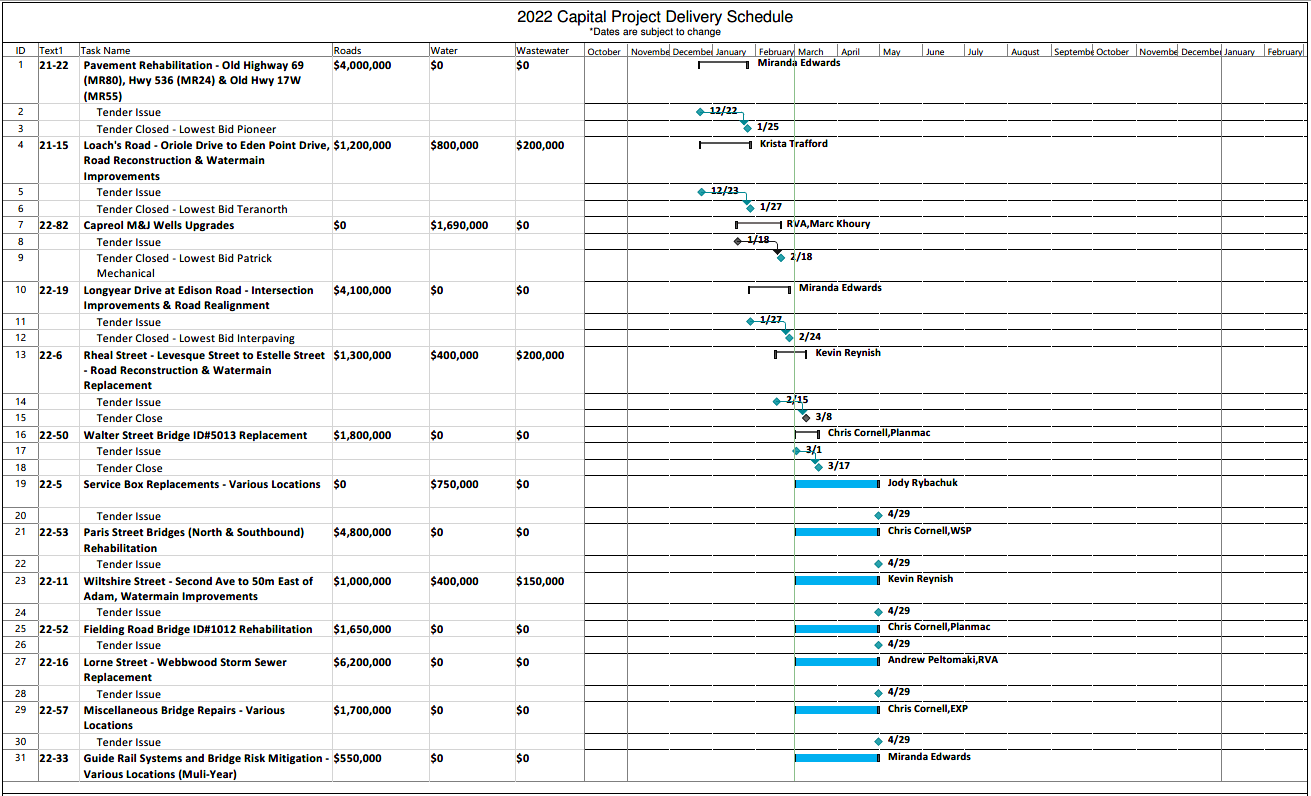 2022 Capital Project Delivery Schedule
*Dates are subject to change
ID Text1 Task Name Roads Water Wastewater October Novembe December January February March April May June July August Septembe October Novembe December January February
1 21-22 Pavement Rehabilitation - Old Highway 69 $4,000,000 $0 $0 Miranda Edwards
(MR80), Hwy 536 (MR24) & Old Hwy 17W
(MR55)
2 Tender Issue 12/22
3 Tender Closed - Lowest Bid Pioneer 1/25
4 21-15 Loach's Road - Oriole Drive to Eden Point Drive, $1,200,000 $800,000 $200,000 Krista Trafford
Road Reconstruction & Watermain
Improvements
5 Tender Issue 12/23
6 Tender Closed - Lowest Bid Teranorth 1/27
7 22-82 Capreol M&J Wells Upgrades $0 $1,690,000 $0 RVA,Marc Khoury
8 Tender Issue 1/18
9 Tender Closed - Lowest Bid Patrick 2/18
Mechanical
10 22-19 Longyear Drive at Edison Road - Intersection $4,100,000 $0 $0 Miranda Edwards
Improvements & Road Realignment
11 Tender Issue 1/27
12 Tender Closed - Lowest Bid Interpaving 2/24
13 22-6 Rheal Street - Levesque Street to Estelle Street $1,300,000 $400,000 $200,000 Kevin Reynish
- Road Reconstruction & Watermain
Replacement
14 Tender Issue 2/15
15 Tender Close 3/8
16 22-50 Walter Street Bridge ID#5013 Replacement $1,800,000 $0 $0 Chris Cornell,Planmac
17 Tender Issue 3/1
18 Tender Close 3/17
19 22-5 Service Box Replacements - Various Locations $0 $750,000 $0 Jody Rybachuk
20 Tender Issue 4/29
21 22-53 Paris Street Bridges (North & Southbound) $4,800,000 $0 $0 Chris Cornell,WSP
Rehabilitation
22 Tender Issue 4/29
23 22-11 Wiltshire Street - Second Ave to 50m East of $1,000,000 $400,000 $150,000 Kevin Reynish
Adam, Watermain Improvements
24 Tender Issue 4/29
25 22-52 Fielding Road Bridge ID#1012 Rehabilitation $1,650,000 $0 $0 Chris Cornell,Planmac
26 Tender Issue 4/29
27 22-16 Lorne Street - Webbwood Storm Sewer $6,200,000 $0 $0 Andrew Peltomaki,RVA
Replacement
28 Tender Issue 4/29
29 22-57 Miscellaneous Bridge Repairs - Various $1,700,000 $0 $0 Chris Cornell,EXP
Locations
30 Tender Issue 4/29
31 22-33 Guide Rail Systems and Bridge Risk Mitigation - $550,000 $0 $0 Miranda Edwards
Various Locations (Muli-Year)